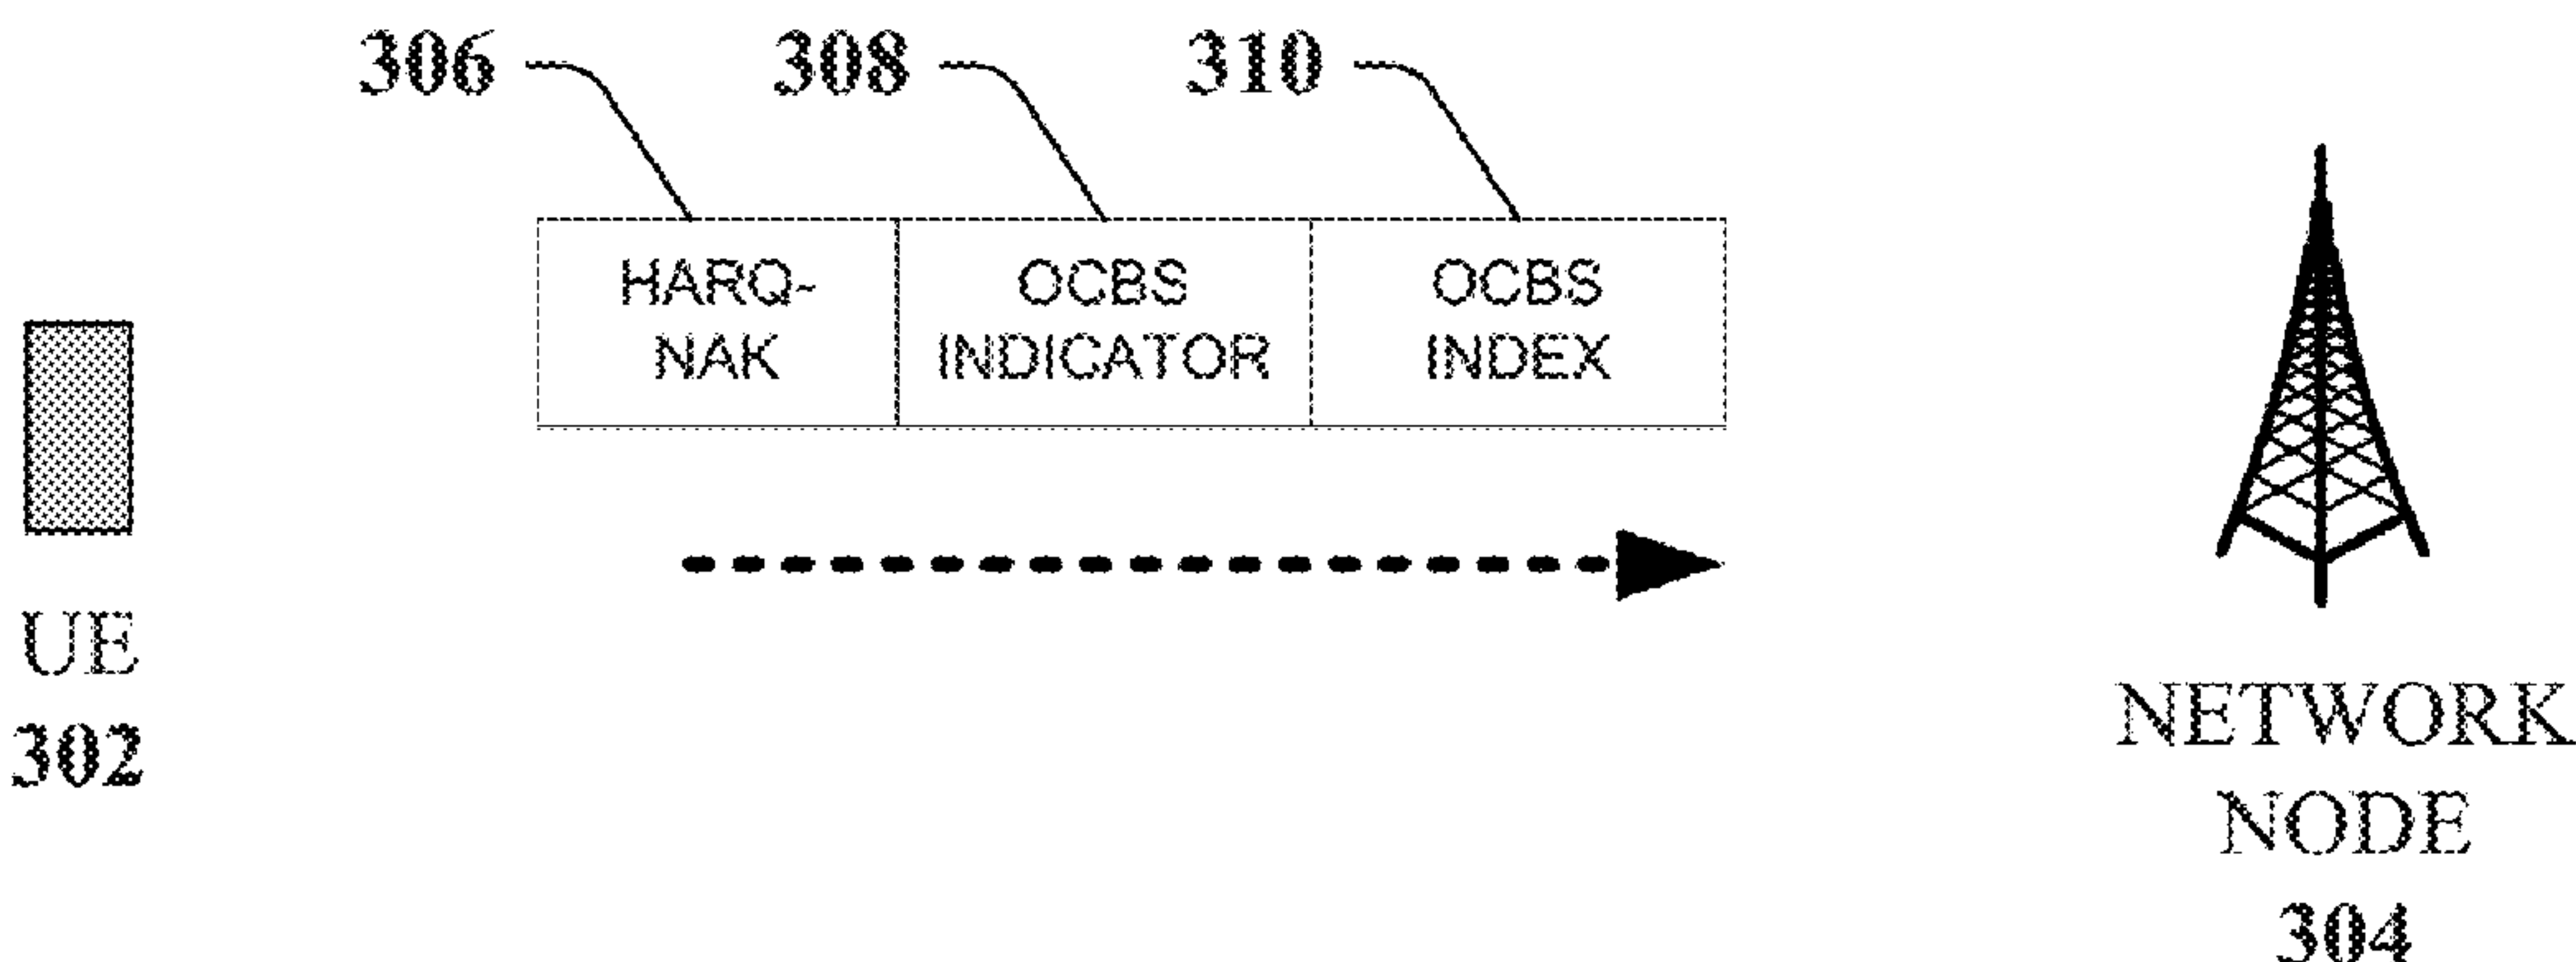 306 308 310
HARQ- OCBS OCBS
NAK INDICATOR INDEX
UE
302
NETWORK
NODE
304